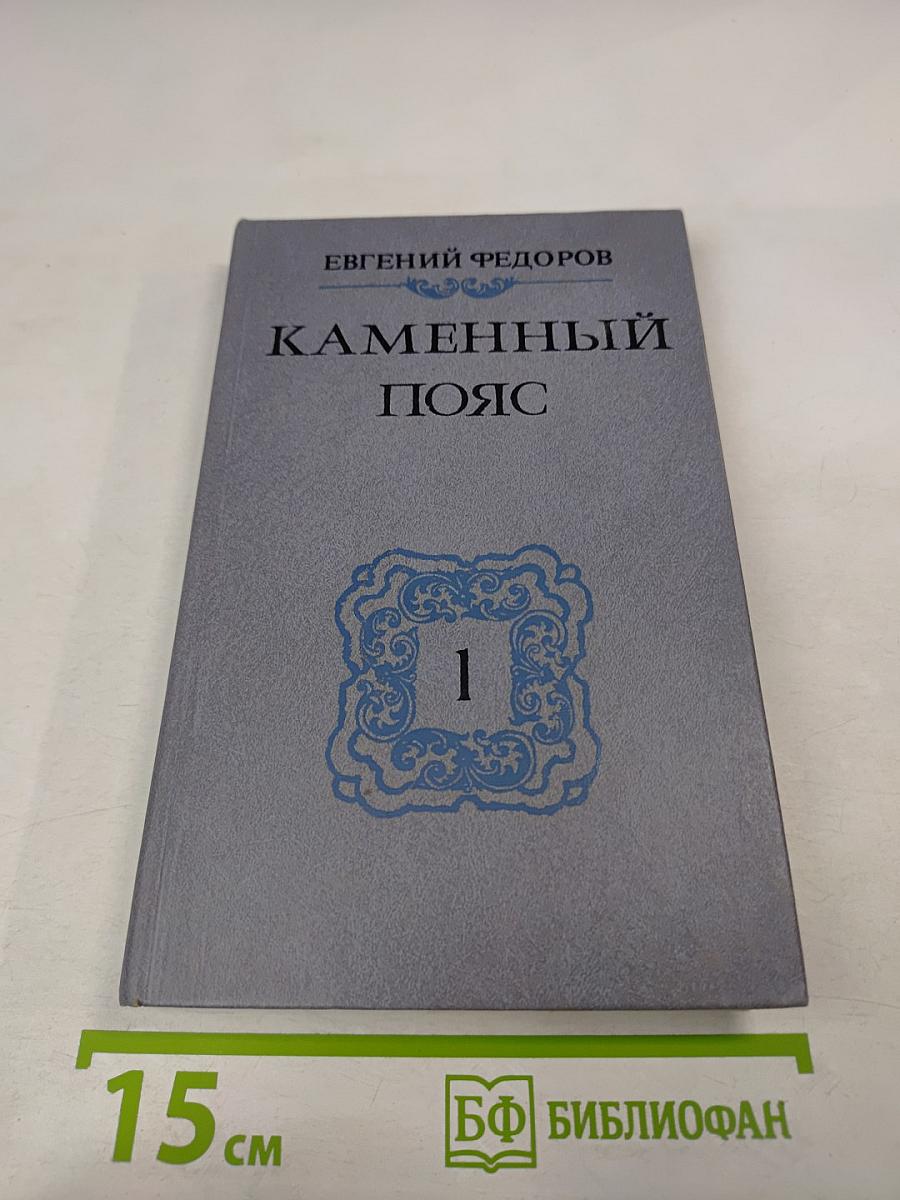 ЕВГЕНИЙ ФЕДОРОВ
КАМЕННЫЙ
ПОЯС
1
15 см
БФ БИБЛИОФАН